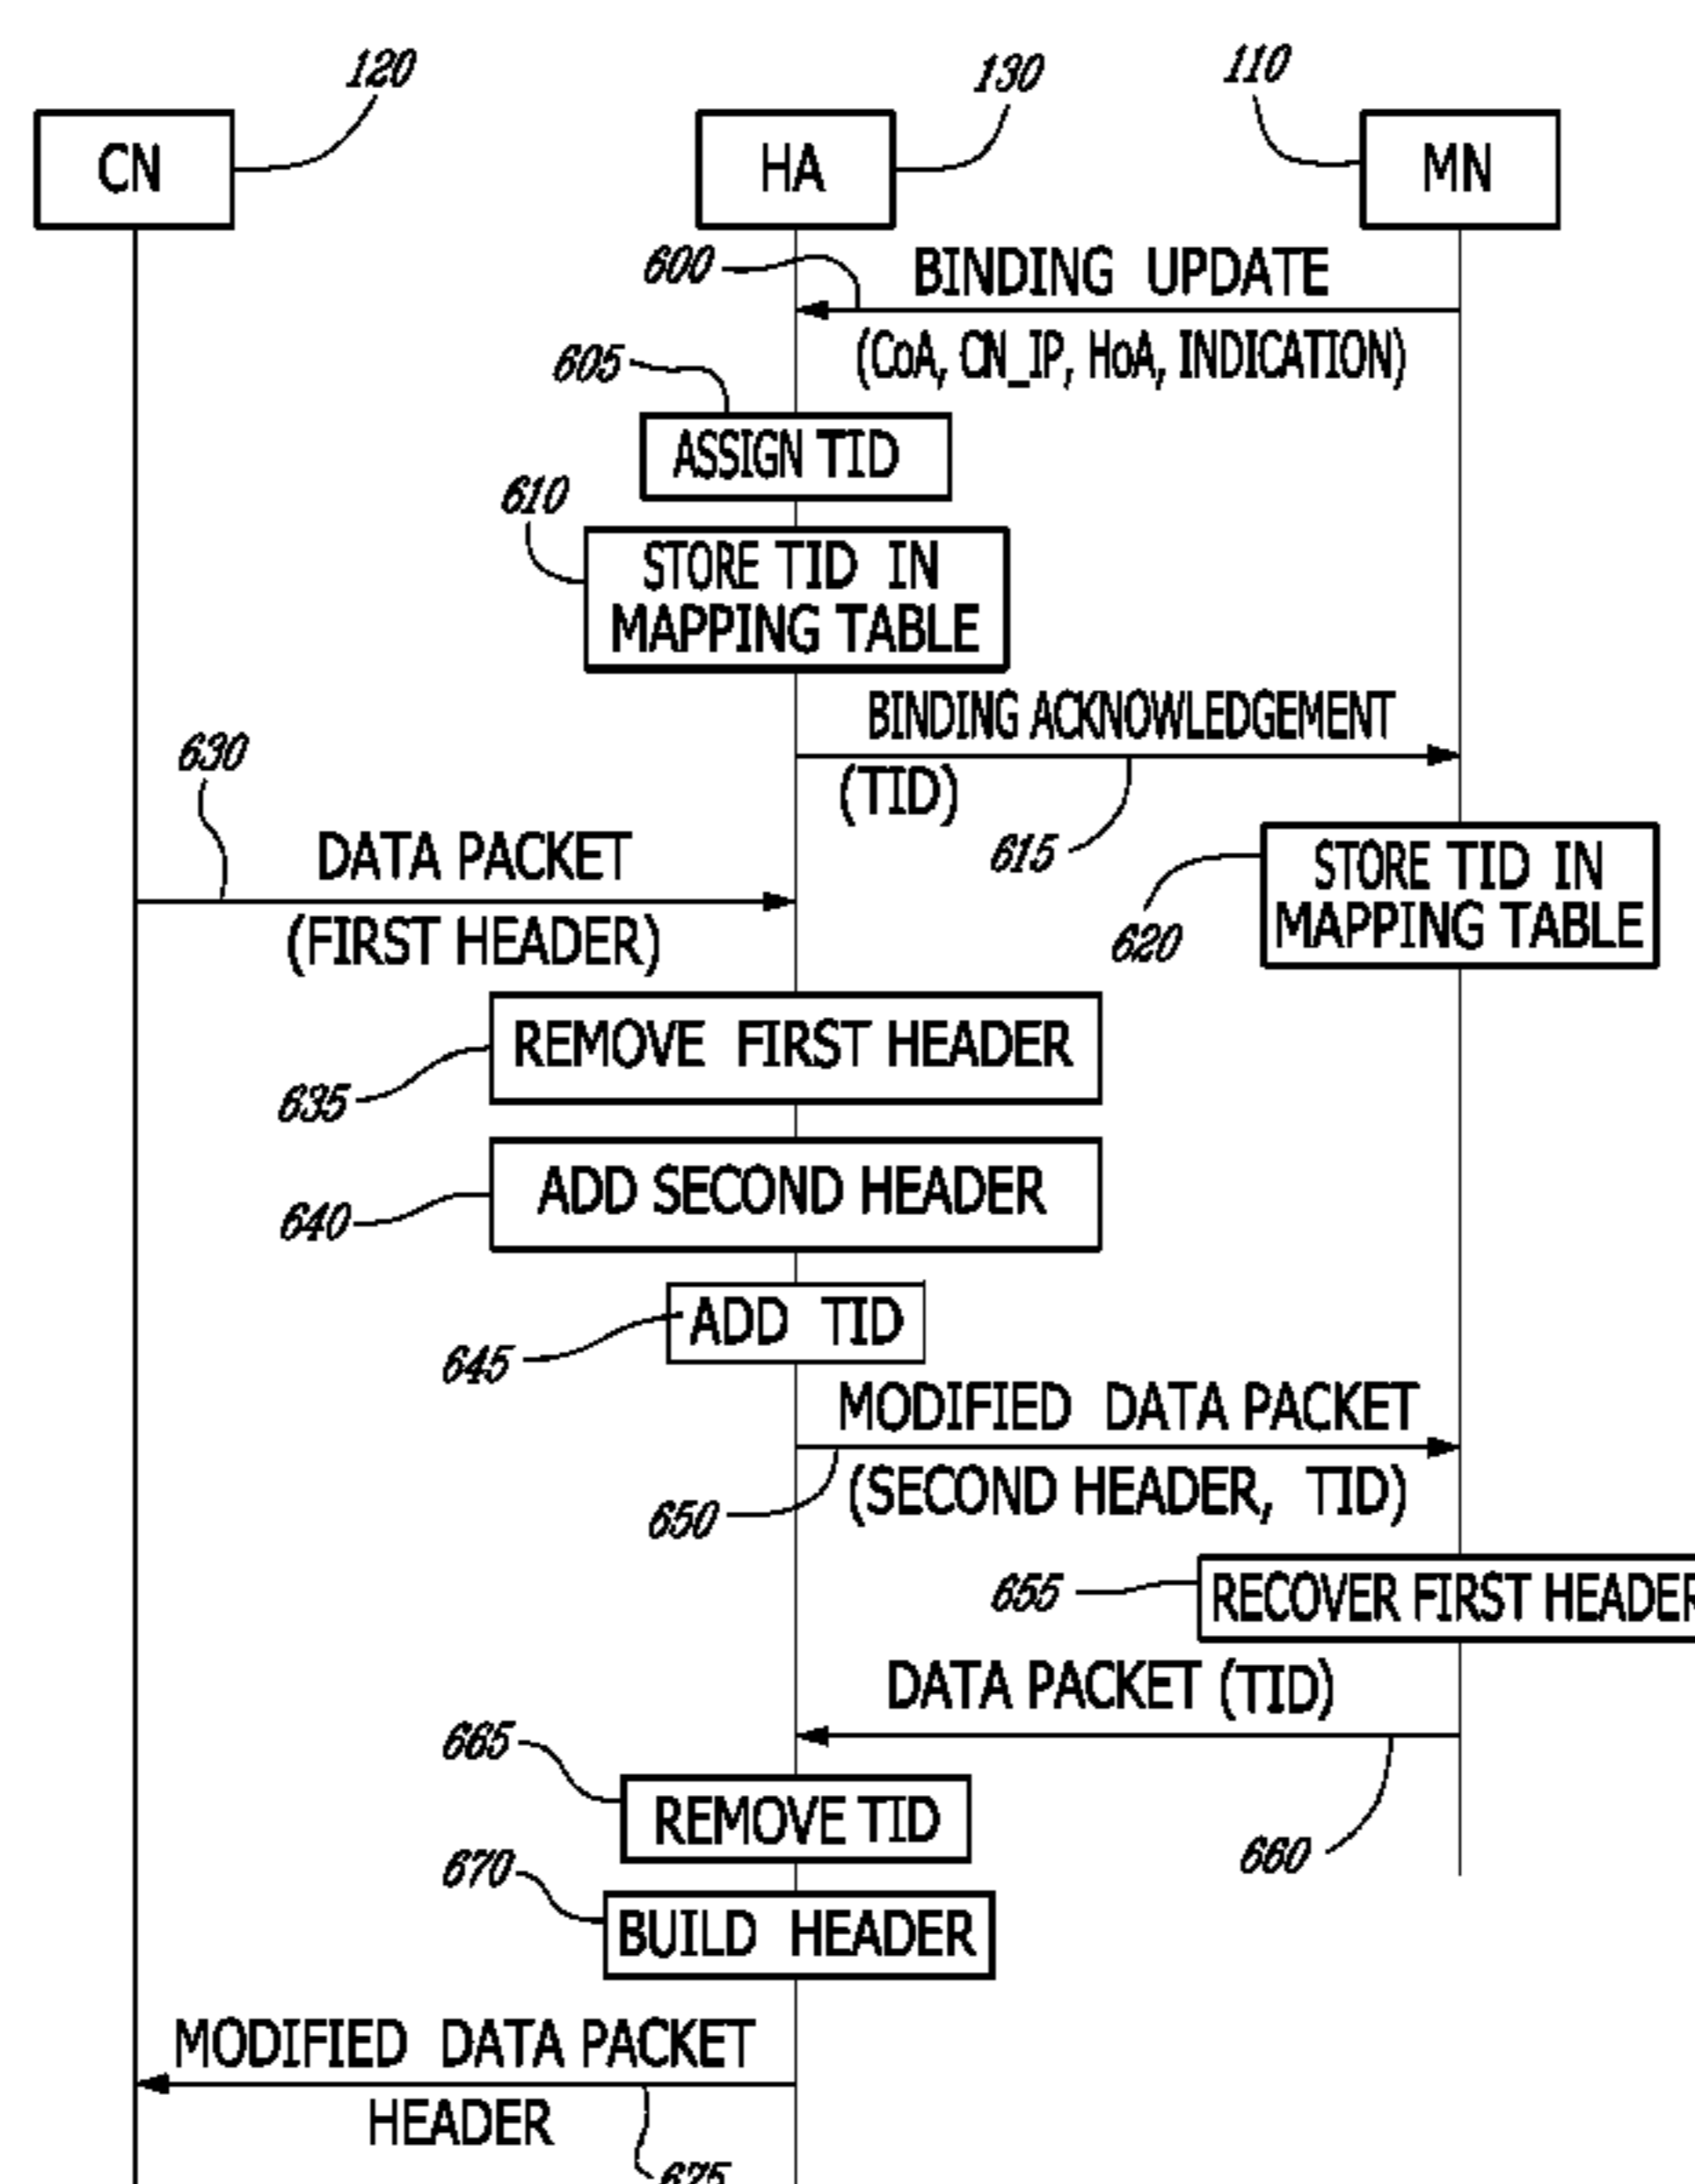 120
130
110
CN
HA
MN
600
BINDING UPDATE
(CoA, CN_IP, HoA, INDICATION)
605
ASSIGN TID
610
STORE TID IN
MAPPING TABLE
BINDING ACKNOWLEDGEMENT
(TID)
615
630
DATA PACKET
(FIRST HEADER)
STORE TID IN
MAPPING TABLE
620
REMOVE FIRST HEADER
635
ADD SECOND HEADER
640
ADD TID
645
MODIFIED DATA PACKET
(SECOND HEADER, TID)
650
655
RECOVER FIRST HEADER
DATA PACKET (TID)
665
REMOVE TID
660
670
BUILD HEADER
MODIFIED DATA PACKET
HEADER
675